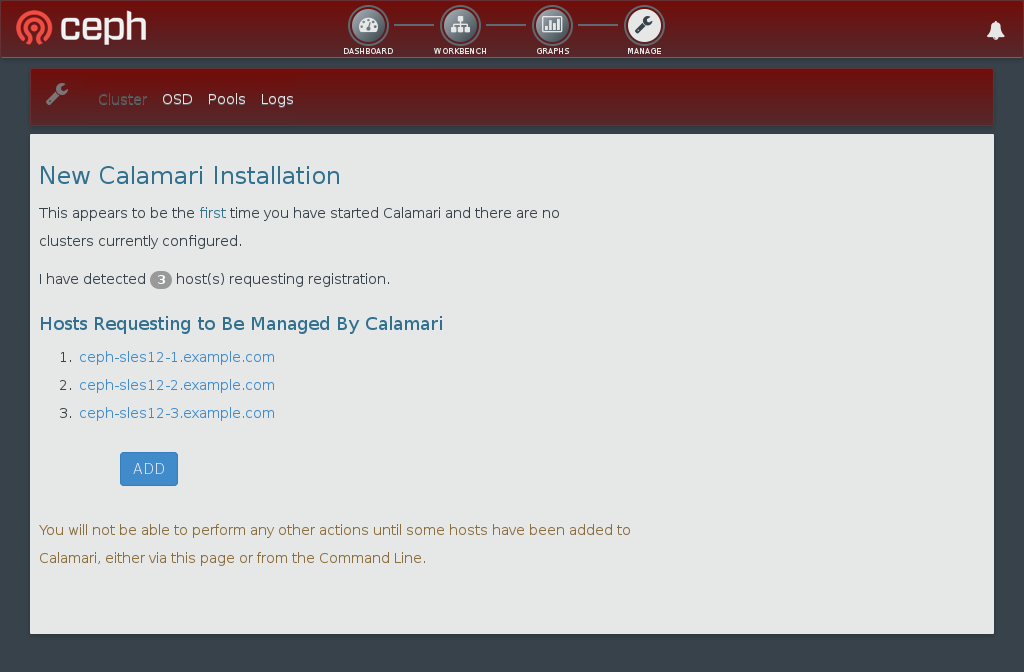 ceph
DASHBOARD WORKBENCH GRAPHS MANAGE
Cluster OSD Pools Logs
New Calamari Installation
This appears to be the first time you have started Calamari and there are no
clusters currently configured.
I have detected 3 host(s) requesting registration.
Hosts Requesting to Be Managed By Calamari
1. ceph-sles12-1.example.com
2. ceph-sles12-2.example.com
3. ceph-sles12-3.example.com
ADD
You will not be able to perform any other actions until some hosts have been added to
Calamari, either via this page or from the Command Line.